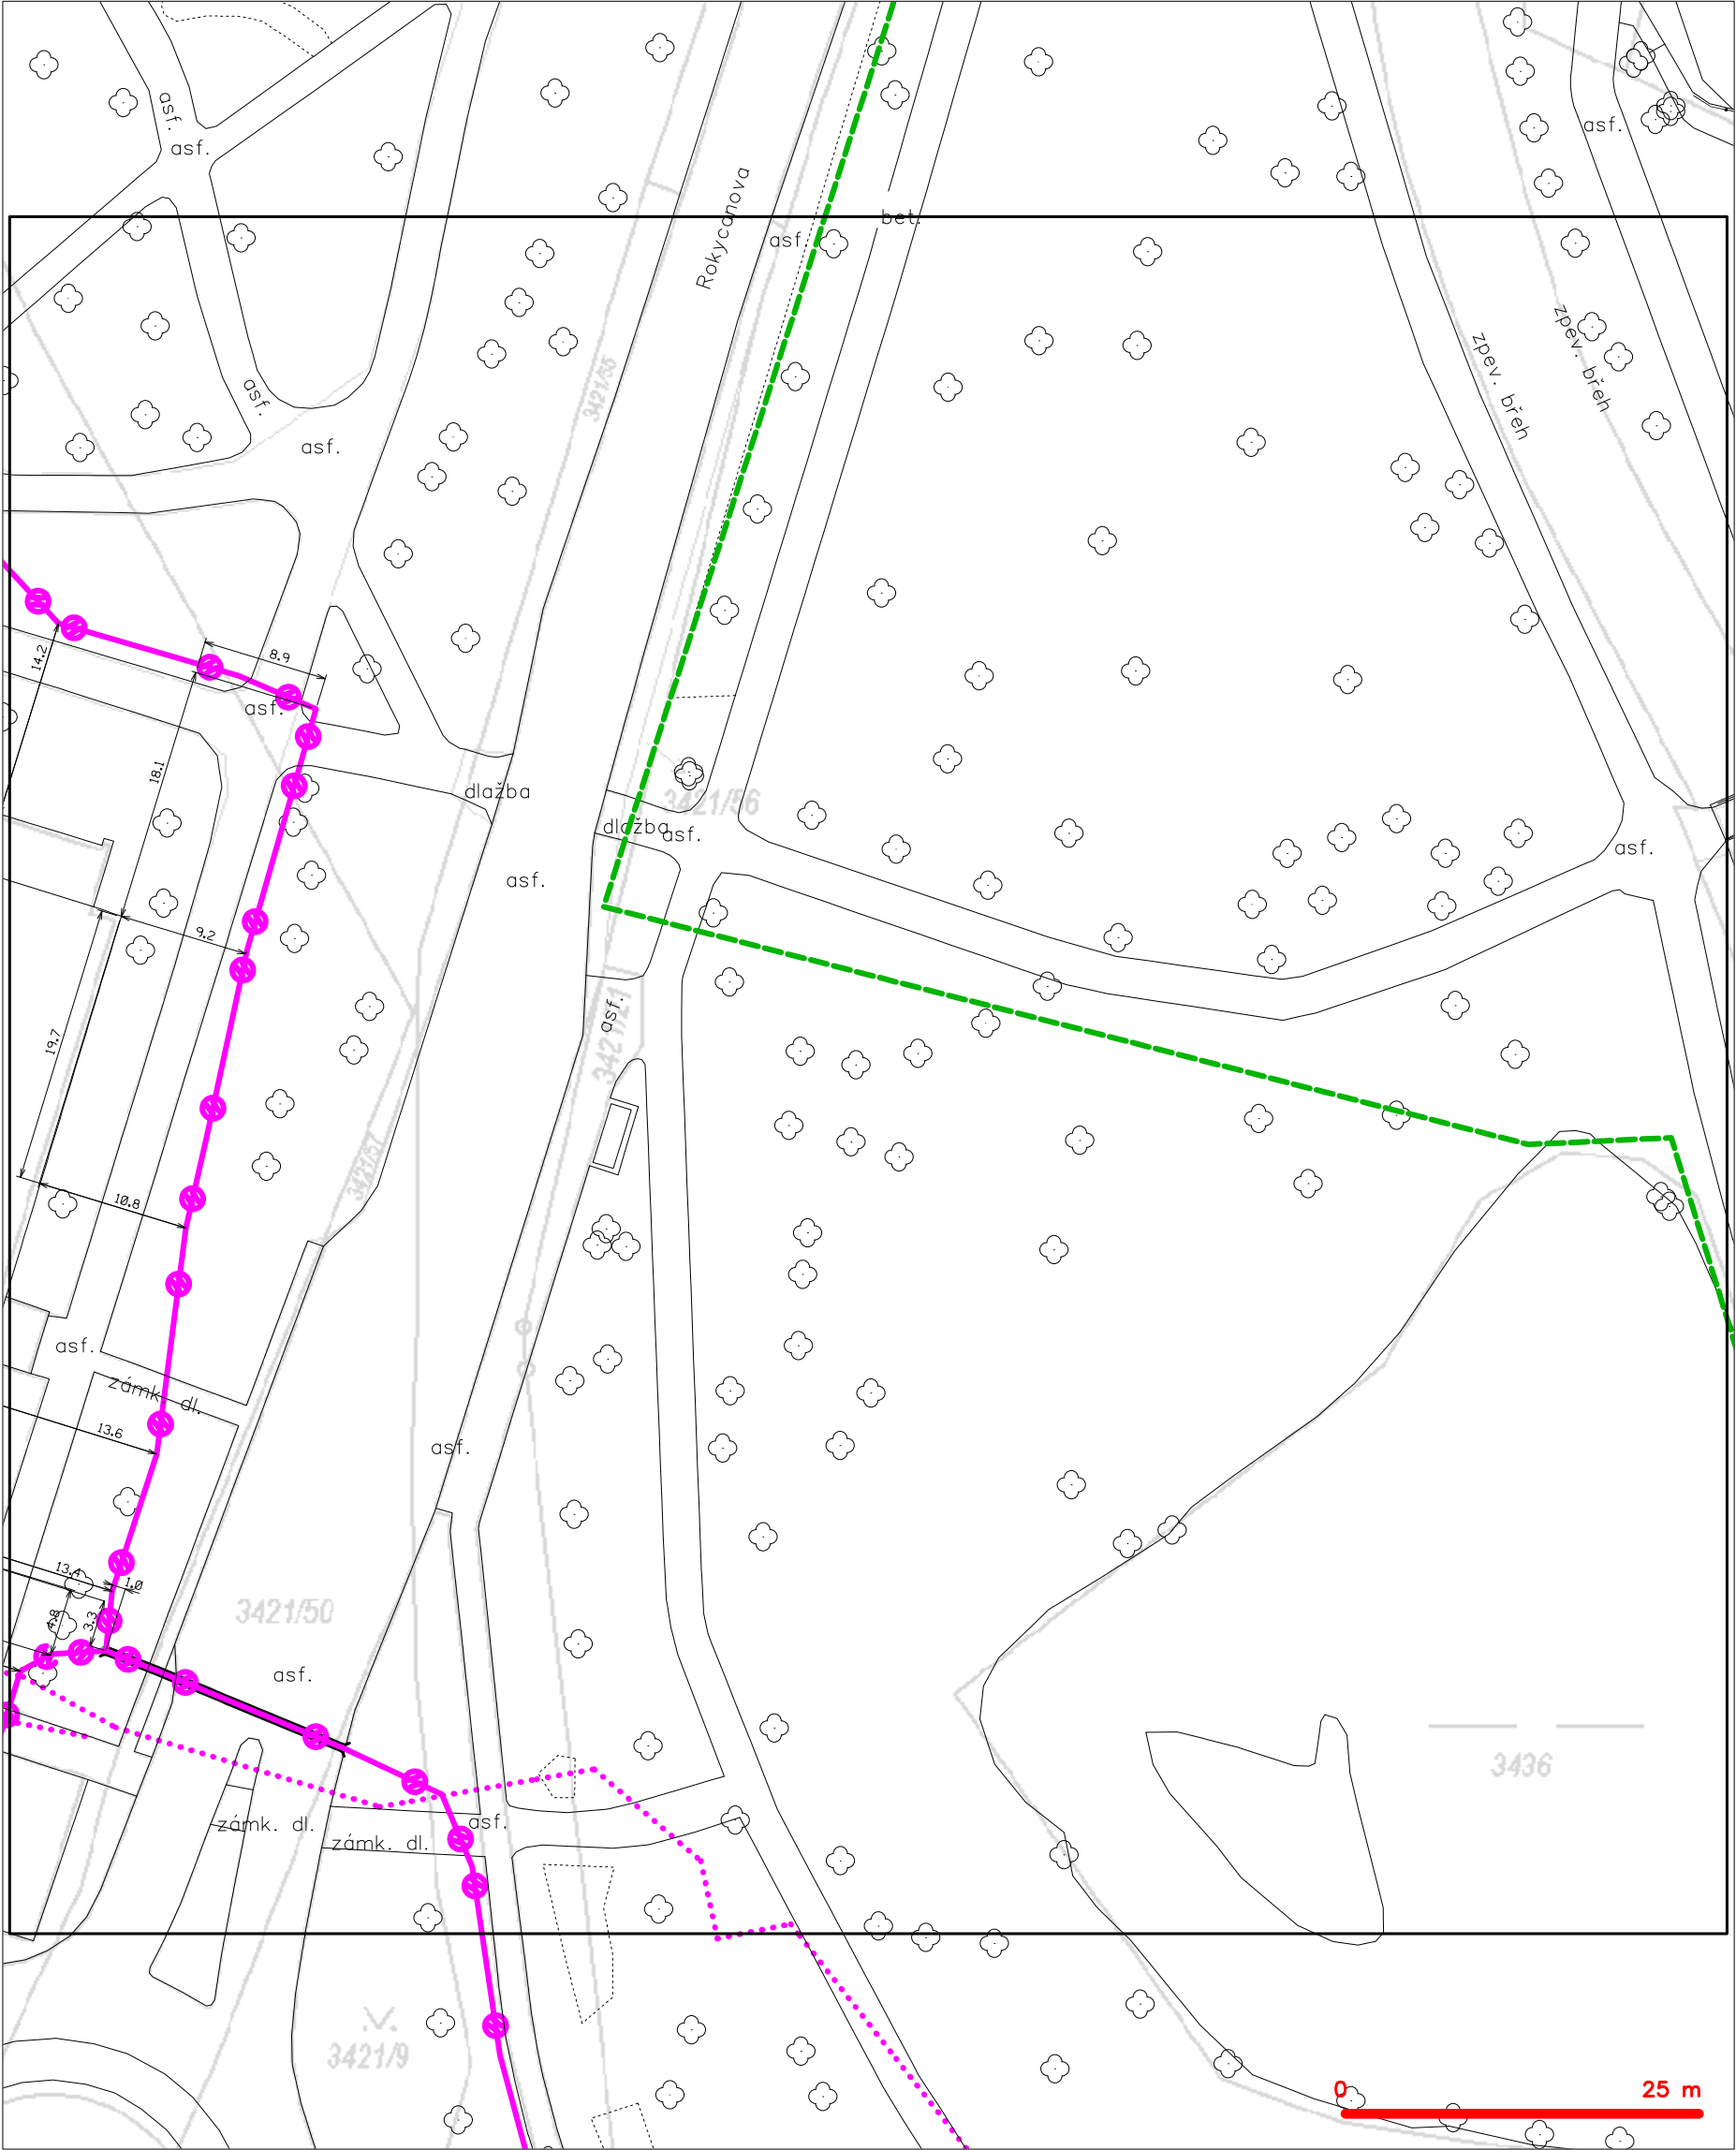 asf.
asf.
asf.
Rokycanova
bet.
asf.
zpev. břeh
zpev. břeh
3421/55
asf.
asf.
14.2
8.9
asf.
18.1
dlažba
3421/56
dlažba
asf.
asf.
asf.
9.2
19.7
asf.
3421/21
3421/57
10.8
asf.
zámk. dl.
13.6
asf.
13.4
1.0
4.8
3.3
3421/50
asf.
3436
zámk. dl.
asf.
zámk. dl.
3421/9
0
25 m